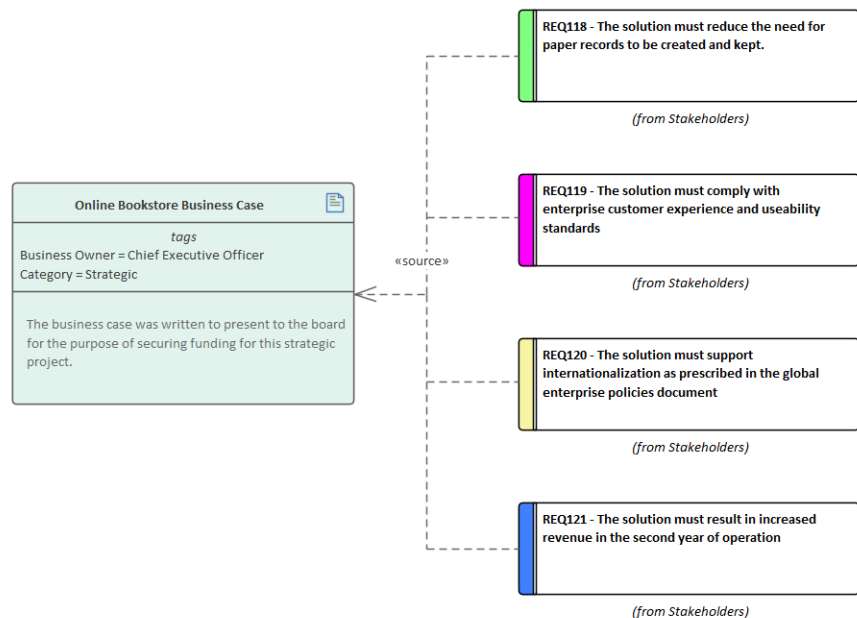 Online Bookstore Business Case
tags
Business Owner = Chief Executive Officer
Category = Strategic
The business case was written to present to the board
for the purpose of securing funding for this strategic
project.
«source»
REQ118 - The solution must reduce the need for
paper records to be created and kept.
(from Stakeholders)
REQ119 - The solution must comply with
enterprise customer experience and useability
standards
(from Stakeholders)
REQ120 - The solution must support
internationalization as prescribed in the global
enterprise policies document
(from Stakeholders)
REQ121 - The solution must result in increased
revenue in the second year of operation
(from Stakeholders)